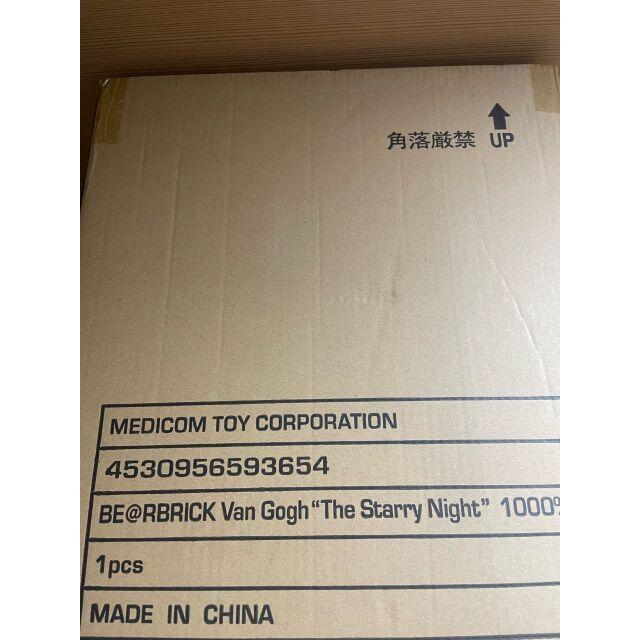 角落厳禁 UP
MEDICOM TOY CORPORATION
4530956593654
BE@RBRICK Van Gogh “The Starry Night” 1000%
1pcs
MADE IN CHINA